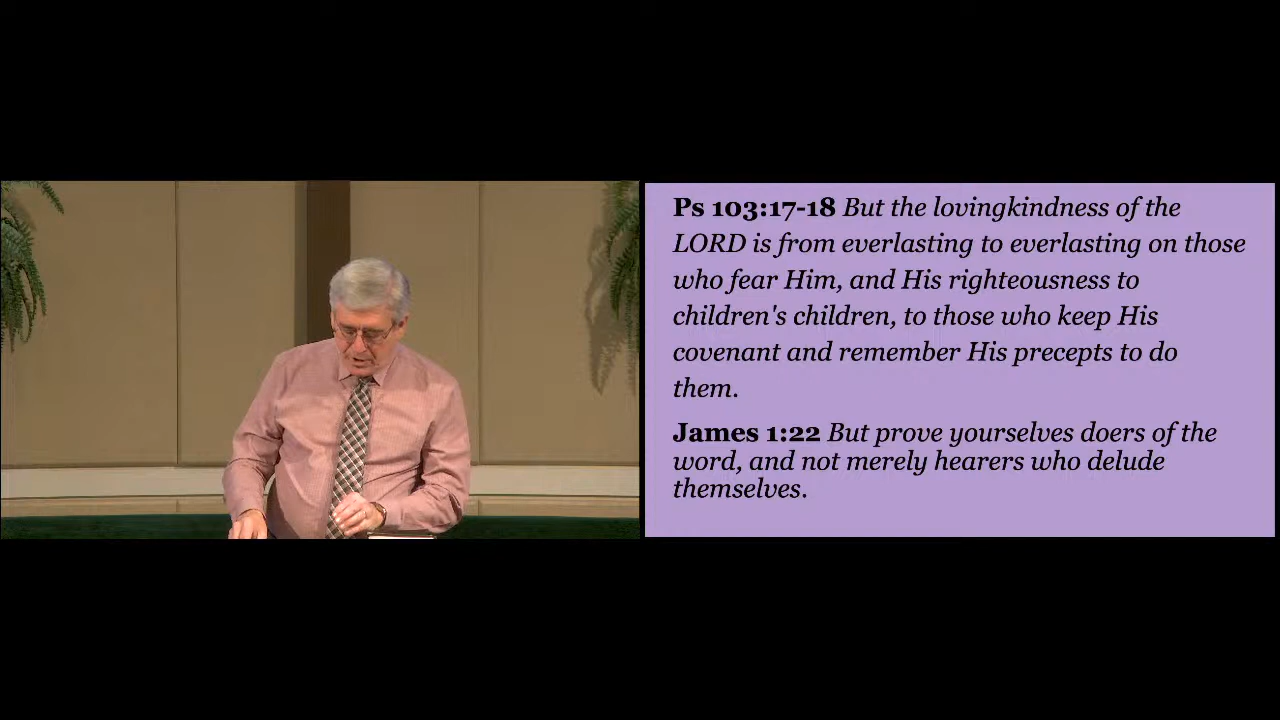 Ps 103:17-18 But the lovingkindness of the
LORD is from everlasting to everlasting on those
who fear Him, and His righteousness to
children's children, to those who keep His
covenant and remember His precepts to do
them.
James 1:22 But prove yourselves doers of the
word, and not merely hearers who delude
themselves.